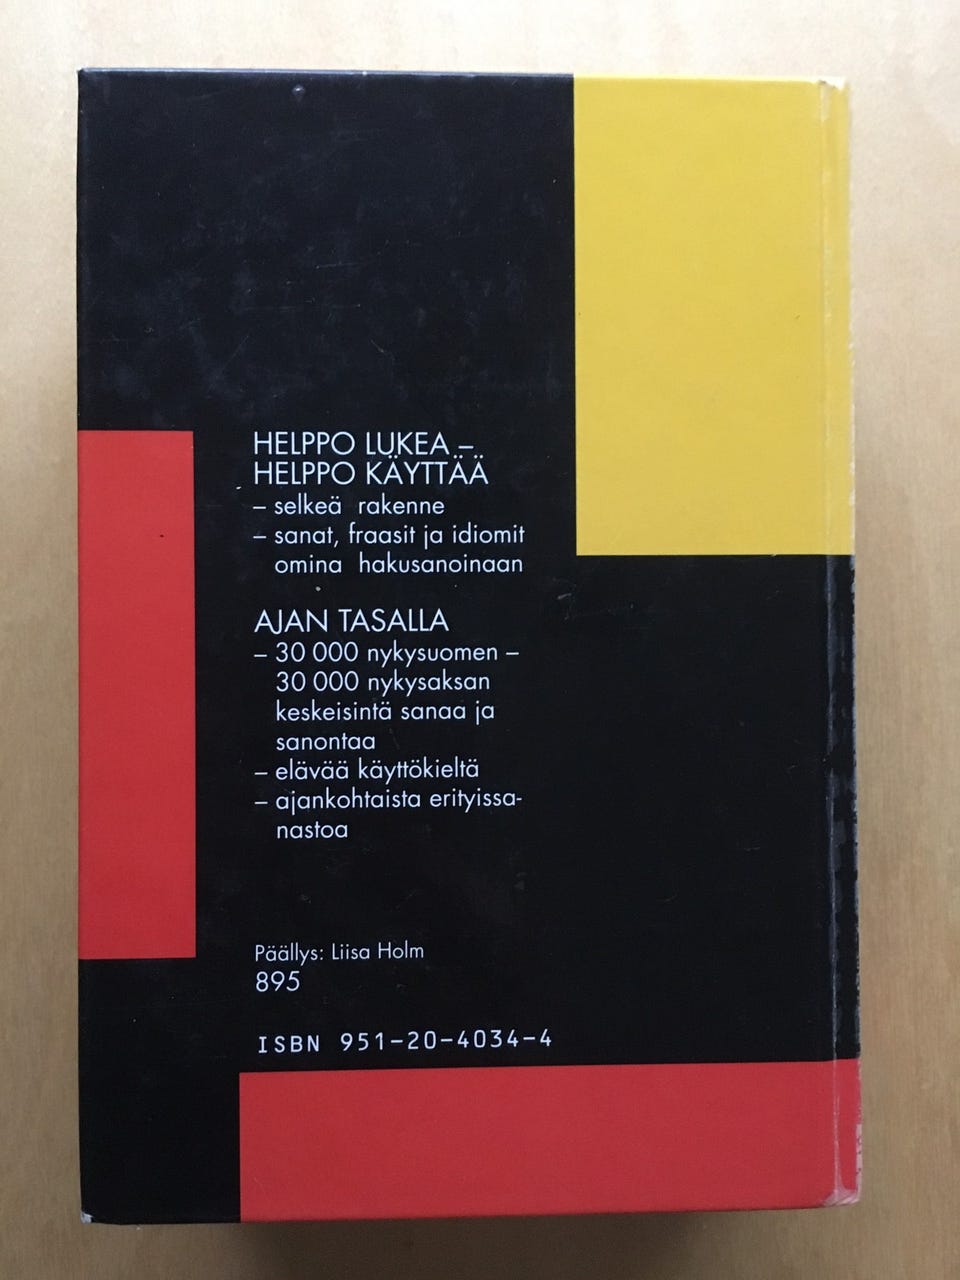 HELPPO LUKEA –
HELPPO KÄYTTÄÄ
– selkeä rakenne
– sanat, fraasit ja idiomit
omina hakusanoinaan
AJAN TASALLA
– 30 000 nykysuomen –
30 000 nykysaksan
keskeisintä sanaa ja
sanontaa
– elävää käyttökieltä
– ajankohtaista erityissa-
nastoa
Päällys: Liisa Holm
895
ISBN 951-20-4034-4